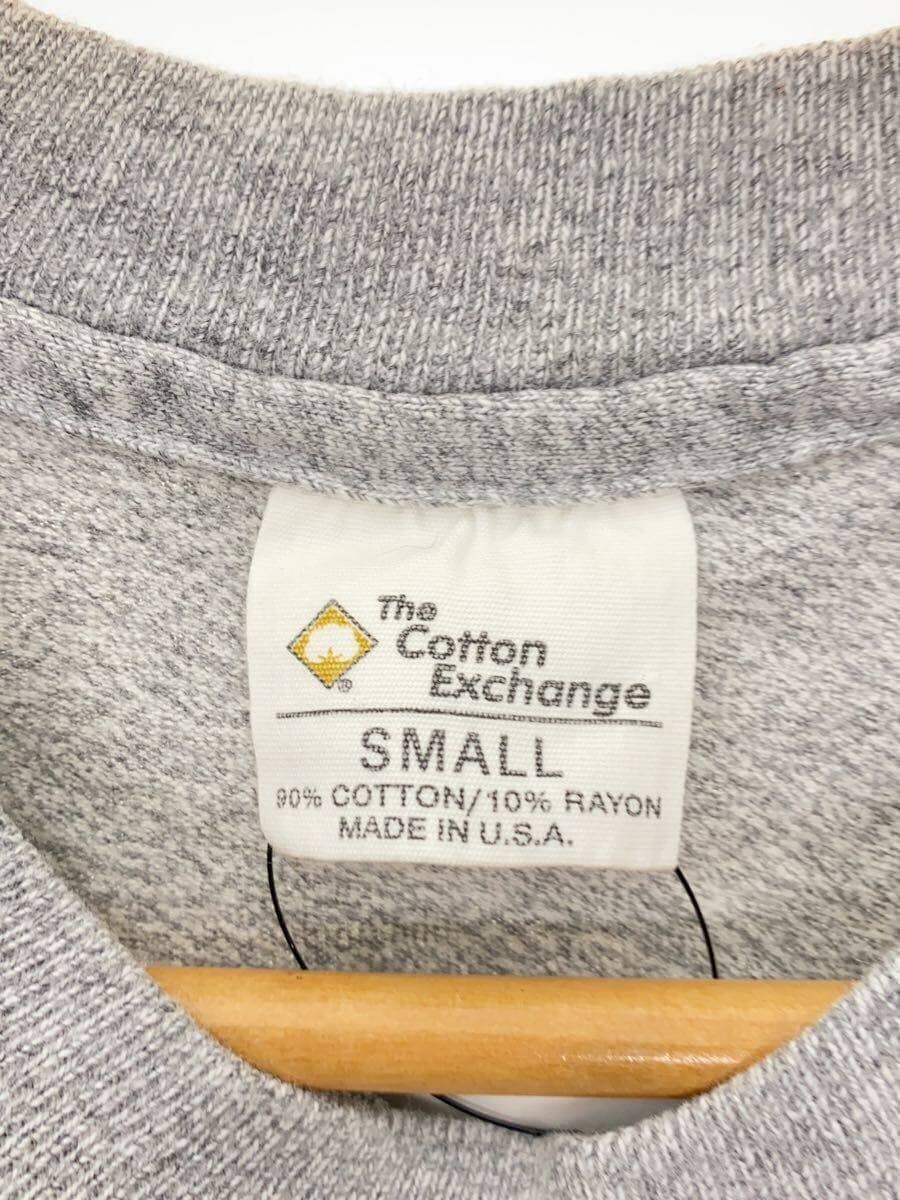 The
Cotton
Exchange
®
SMALL
90% COTTON/10% RAYON
MADE IN U.S.A.